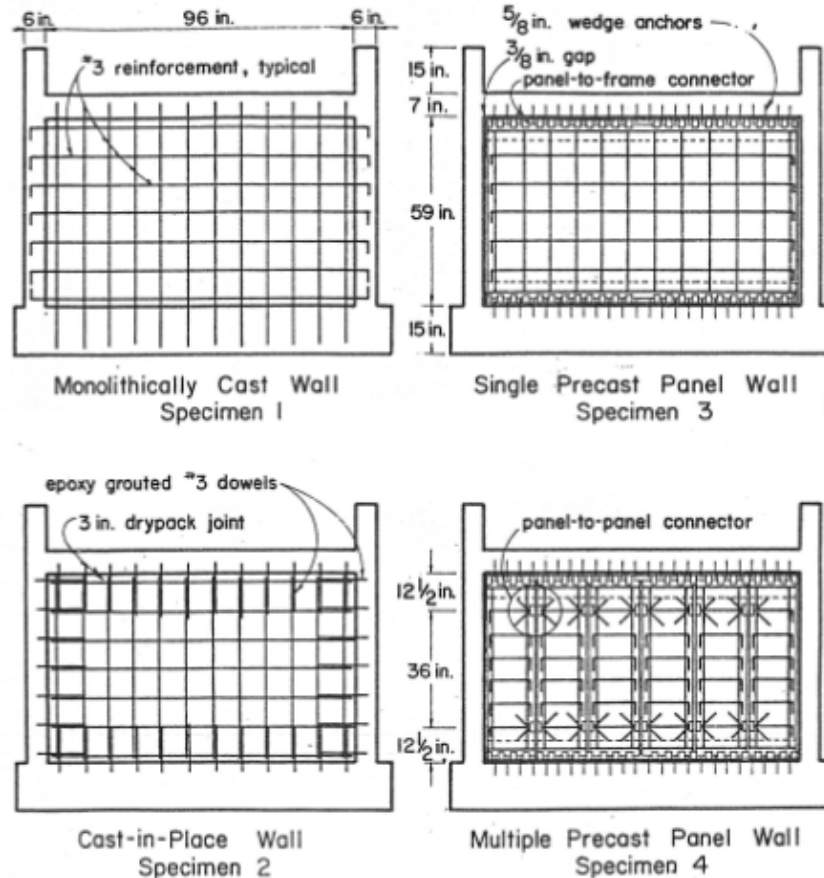 6 in.
96 in.
6 in.
#3 reinforcement, typical
Monolithically Cast Wall
Specimen 1
5/8 in. wedge anchors
3/8 in. gap
panel-to-frame connector
15 in.
7 in.
59 in.
15 in.
Single Precast Panel Wall
Specimen 3
epoxy grouted #3 dowels
3 in. drypack joint
Cast-in-Place Wall
Specimen 2
panel-to-panel connector
12 1/2 in.
36 in.
12 1/2 in.
Multiple Precast Panel Wall
Specimen 4